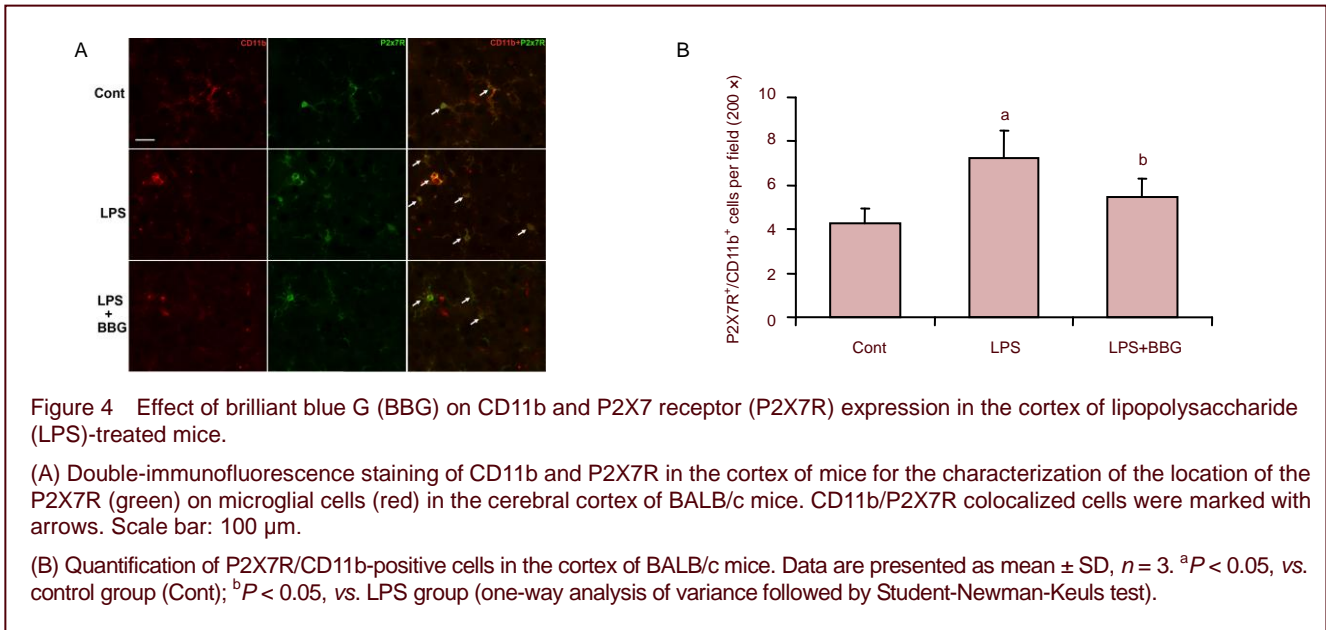 A
CD11b
P2x7R
CD11b+P2x7R
Cont
LPS
LPS
+
BBG
B
P2X7R⁺/CD11b⁺ cells per field (200 ×)
10
8
6
4
2
0
a
b
Cont
LPS
LPS+BBG
Figure 4 Effect of brilliant blue G (BBG) on CD11b and P2X7 receptor (P2X7R) expression in the cortex of lipopolysaccharide
(LPS)-treated mice.
(A) Double-immunofluorescence staining of CD11b and P2X7R in the cortex of mice for the characterization of the location of the
P2X7R (green) on microglial cells (red) in the cerebral cortex of BALB/c mice. CD11b/P2X7R colocalized cells were marked with
arrows. Scale bar: 100 μm.
(B) Quantification of P2X7R/CD11b-positive cells in the cortex of BALB/c mice. Data are presented as mean ± SD, n = 3. ᵃP < 0.05, vs.
control group (Cont); ᵇP < 0.05, vs. LPS group (one-way analysis of variance followed by Student-Newman-Keuls test).